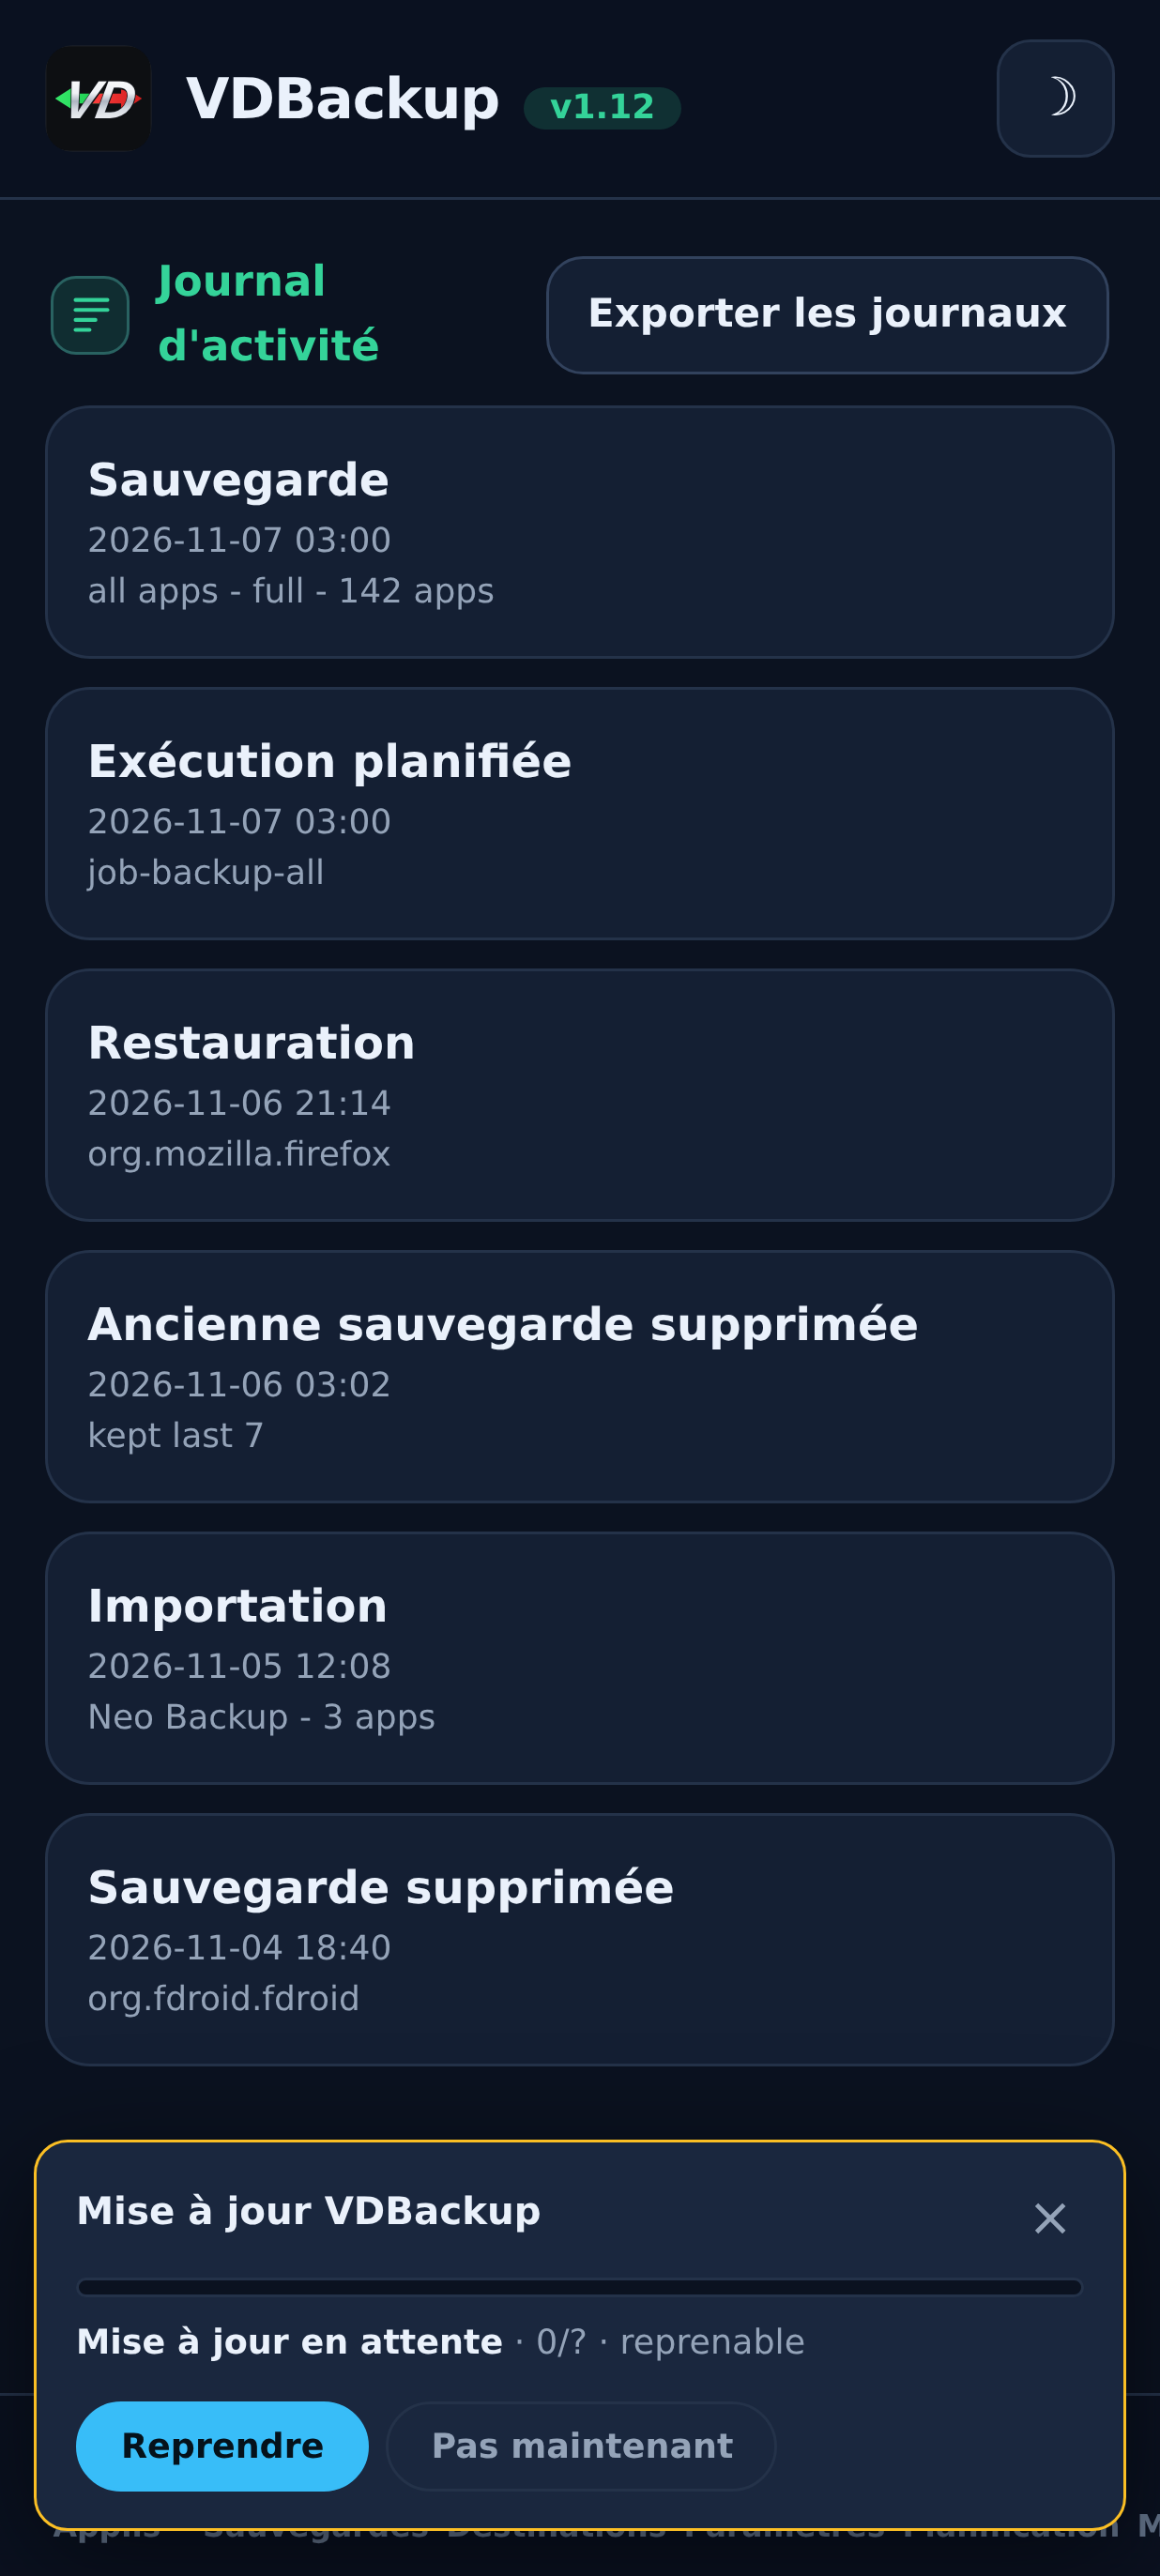 VD
VDBackup v1.12
Journal
d'activité
Exporter les journaux
Sauvegarde
2026-11-07 03:00
all apps - full - 142 apps
Exécution planifiée
2026-11-07 03:00
job-backup-all
Restauration
2026-11-06 21:14
org.mozilla.firefox
Ancienne sauvegarde supprimée
2026-11-06 03:02
kept last 7
Importation
2026-11-05 12:08
Neo Backup - 3 apps
Sauvegarde supprimée
2026-11-04 18:40
org.fdroid.fdroid
Mise à jour VDBackup
Mise à jour en attente · 0/? · reprenable
Reprendre
Pas maintenant